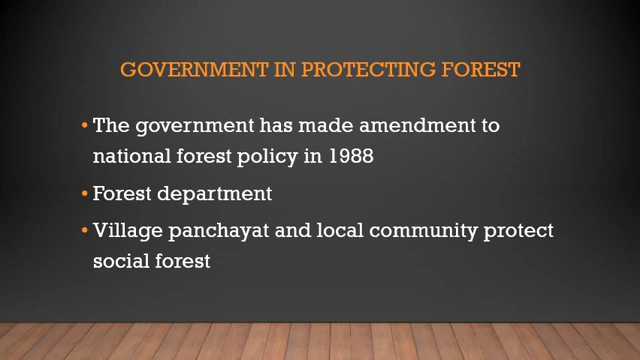 GOVERNMENT IN PROTECTING FOREST
• The government has made amendment to
national forest policy in 1988
• Forest department
• Village panchayat and local community protect
social forest